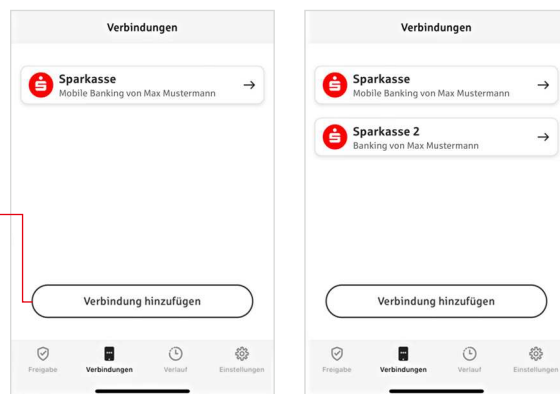 Verbindungen
Sparkasse
Mobile Banking von Max Mustermann
Verbindung hinzufügen
Freigabe
Verbindungen
Verlauf
Einstellungen
Verbindungen
Sparkasse
Mobile Banking von Max Mustermann
Sparkasse 2
Banking von Max Mustermann
Verbindung hinzufügen
Freigabe
Verbindungen
Verlauf
Einstellungen